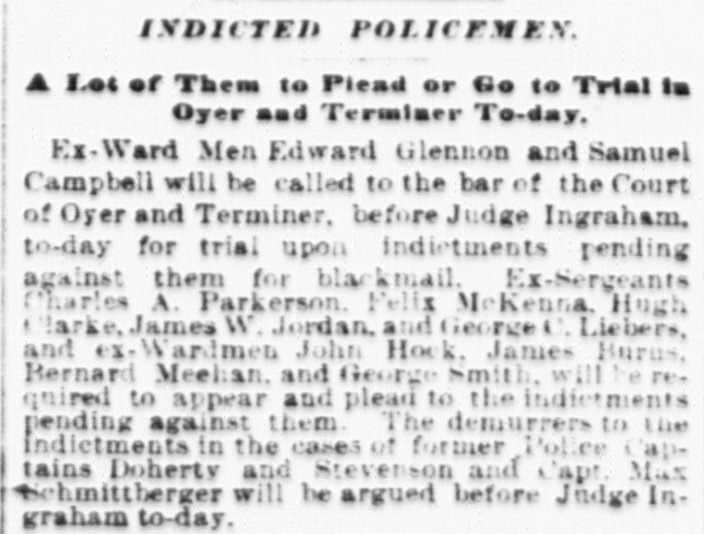 INDICTED POLICEMEN.
A Lot of Them to Plead or Go to Trial in
Oyer and Terminer To-day.
Ex-Ward Men Edward Glennon and Samuel
Campbell will be called to the bar of the Court
of Oyer and Terminer, before Judge Ingraham,
to-day for trial upon indictments pending
against them for blackmail. Ex-Sergeants
Charles A. Parkerson, Felix McKenna, Hugh
Clarke, James W. Jordan, and George C. Liebers,
and ex-Wardmen John Hock, James Burns,
Bernard Meehan, and George Smith, will be re-
quired to appear and plead to the indictments
pending against them. The demurrers to the
indictments in the cases of former Police Cap-
tains Doherty and Stevenson and Capt. Max
Schmittberger will be argued before Judge In-
graham to-day.